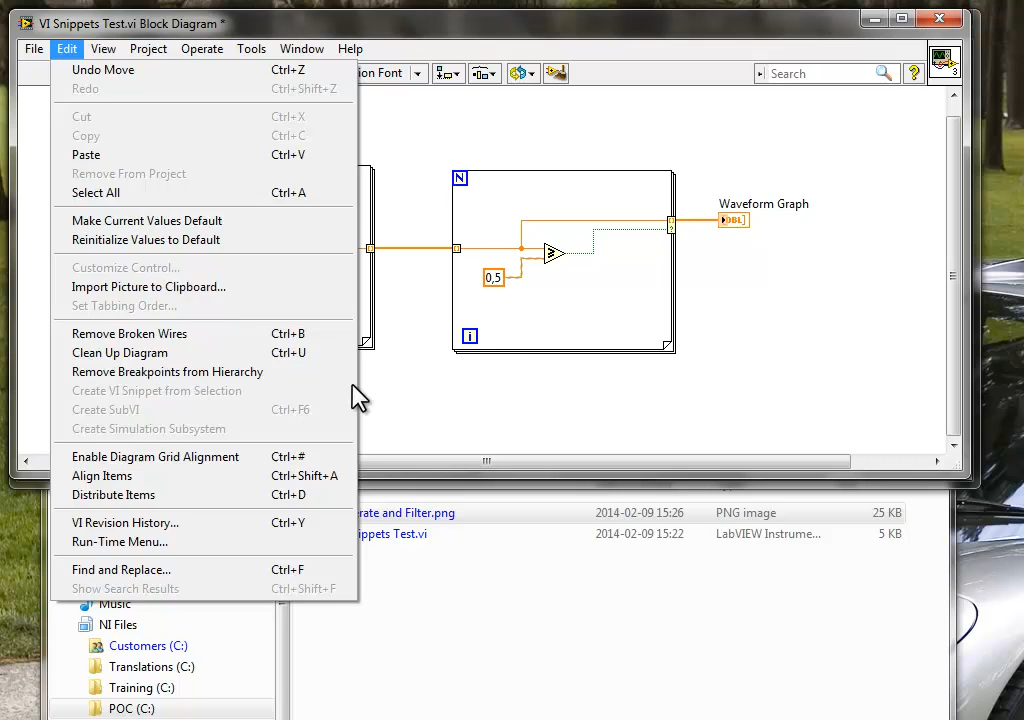 VI Snippets Test.vi Block Diagram *
File Edit View Project Operate Tools Window Help
ion Font Search ? 3
Undo Move Ctrl+Z
Redo Ctrl+Shift+Z
Cut Ctrl+X
Copy Ctrl+C
Paste Ctrl+V
Remove From Project
Select All Ctrl+A
Make Current Values Default
Reinitialize Values to Default
Customize Control...
Import Picture to Clipboard...
Set Tabbing Order...
Remove Broken Wires Ctrl+B
Clean Up Diagram Ctrl+U
Remove Breakpoints from Hierarchy
Create VI Snippet from Selection
Create SubVI Ctrl+F6
Create Simulation Subsystem
Enable Diagram Grid Alignment Ctrl+#
Align Items Ctrl+Shift+A
Distribute Items Ctrl+D
VI Revision History... Ctrl+Y
Run-Time Menu...
Find and Replace... Ctrl+F
Show Search Results Ctrl+Shift+F
N
Waveform Graph
DBL]
?
≥
0,5
i
erate and Filter.png 2014-02-09 15:26 PNG image 25 KB
ippets Test.vi 2014-02-09 15:22 LabVIEW Instrume... 5 KB
Music
NI Files
Customers (C:)
Translations (C:)
Training (C:)
POC (C:)